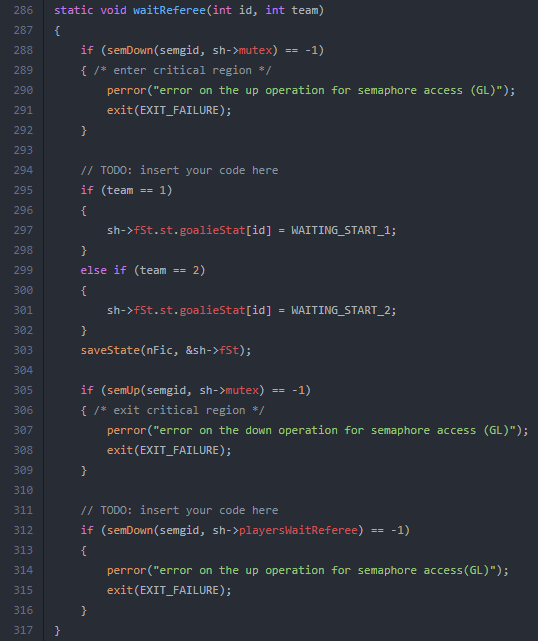 286 static void waitReferee(int id, int team)
287 {
288     if (semDown(semgid, sh->mutex) == -1)
289     { /* enter critical region */
290         perror("error on the up operation for semaphore access (GL)");
291         exit(EXIT_FAILURE);
292     }
293
294     // TODO: insert your code here
295     if (team == 1)
296     {
297         sh->fSt.st.goalieStat[id] = WAITING_START_1;
298     }
299     else if (team == 2)
300     {
301         sh->fSt.st.goalieStat[id] = WAITING_START_2;
302     }
303     saveState(nFic, &sh->fSt);
304
305     if (semUp(semgid, sh->mutex) == -1)
306     { /* exit critical region */
307         perror("error on the down operation for semaphore access (GL)");
308         exit(EXIT_FAILURE);
309     }
310
311     // TODO: insert your code here
312     if (semDown(semgid, sh->playersWaitReferee) == -1)
313     {
314         perror("error on the up operation for semaphore access(GL)");
315         exit(EXIT_FAILURE);
316     }
317 }